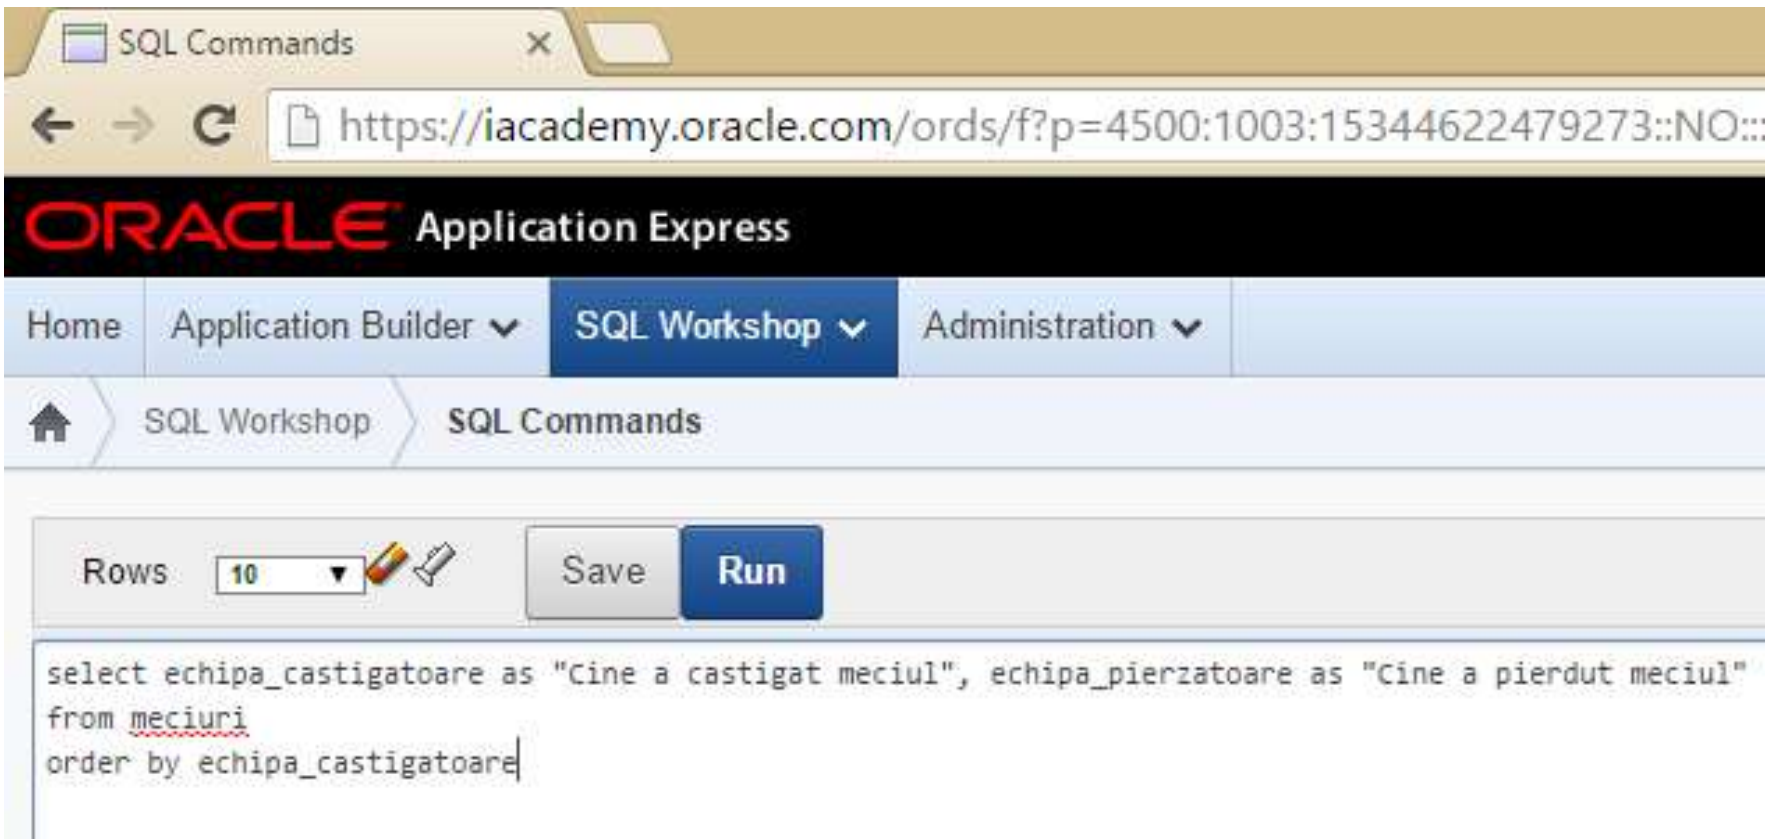 SQL Commands
https://iacademy.oracle.com/ords/f?p=4500:1003:15344622479273::NO:::
ORACLE Application Express
Home Application Builder SQL Workshop Administration
SQL Workshop SQL Commands
Rows 10 Save Run
select echipa_castigatoare as "Cine a castigat meciul", echipa_pierzatoare as "Cine a pierdut meciul"
from meciuri
order by echipa_castigatoare